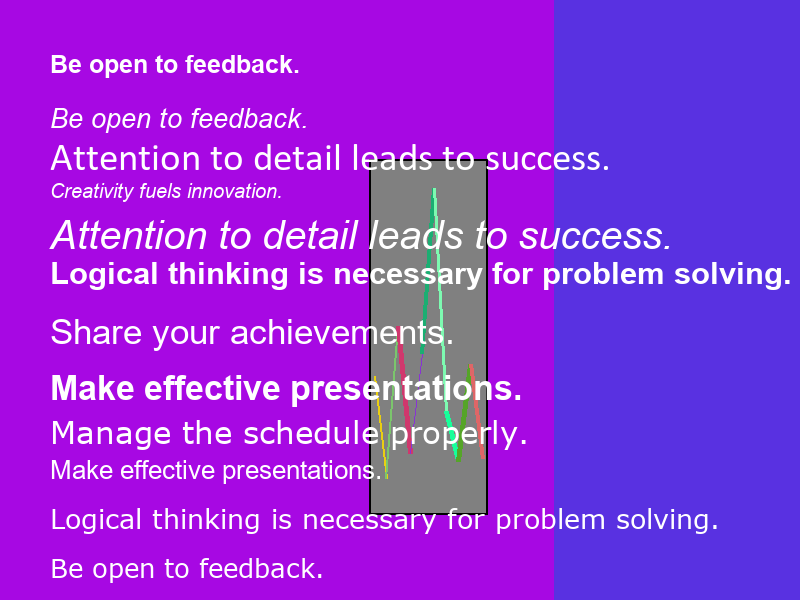 Be open to feedback.
Be open to feedback.
Attention to detail leads to success.
Creativity fuels innovation.
Attention to detail leads to success.
Logical thinking is necessary for problem solving.
Share your achievements.
Make effective presentations.
Manage the schedule properly.
Make effective presentations.
Logical thinking is necessary for problem solving.
Be open to feedback.